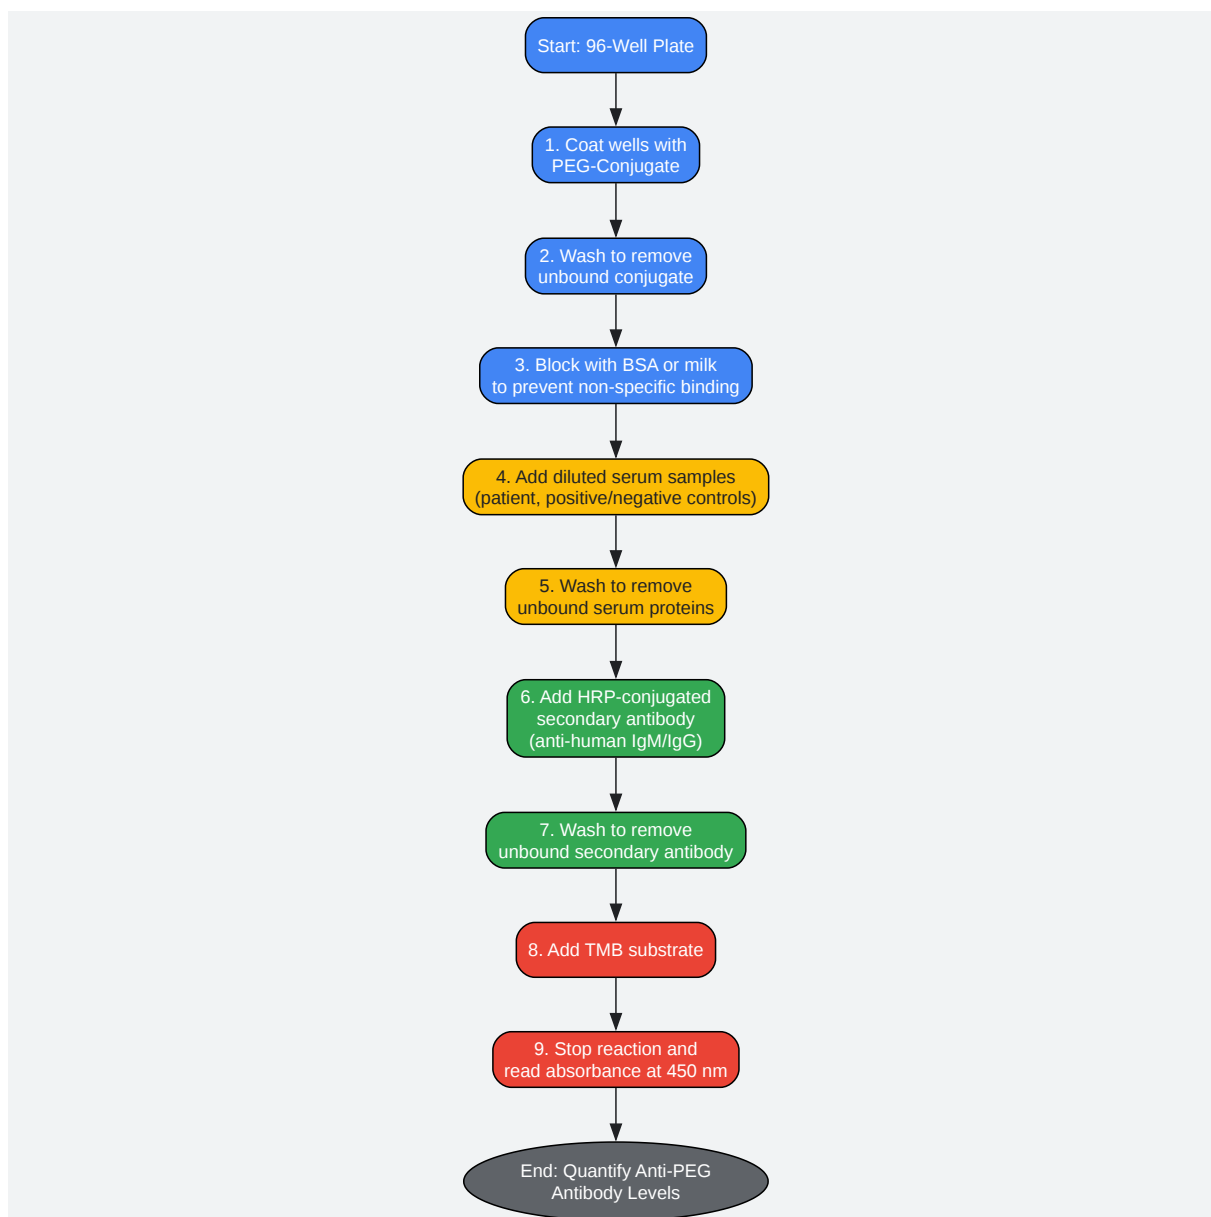 Start: 96-Well Plate
1. Coat wells with
PEG-Conjugate
2. Wash to remove
unbound conjugate
3. Block with BSA or milk
to prevent non-specific binding
4. Add diluted serum samples
(patient, positive/negative controls)
5. Wash to remove
unbound serum proteins
6. Add HRP-conjugated
secondary antibody
(anti-human IgM/IgG)
7. Wash to remove
unbound secondary antibody
8. Add TMB substrate
9. Stop reaction and
read absorbance at 450 nm
End: Quantify Anti-PEG
Antibody Levels